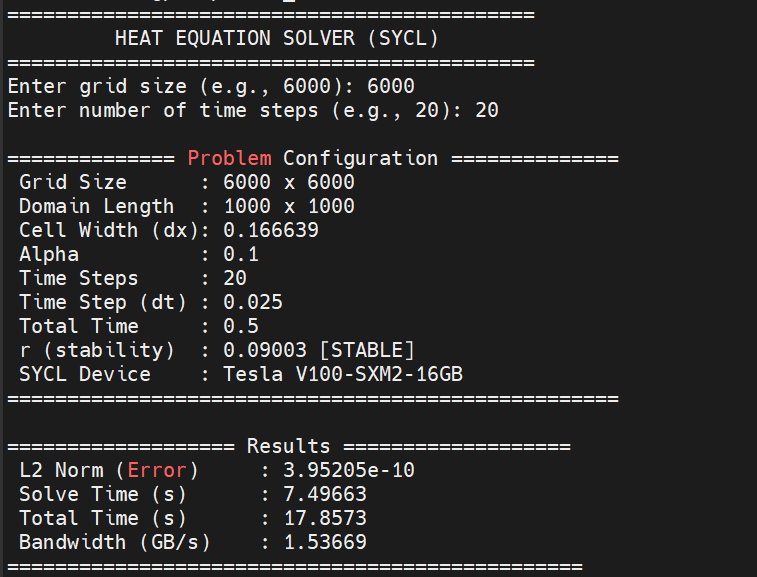 ============================================
         HEAT EQUATION SOLVER (SYCL)
============================================
Enter grid size (e.g., 6000): 6000
Enter number of time steps (e.g., 20): 20

============== Problem Configuration ==============
 Grid Size      : 6000 x 6000
 Domain Length  : 1000 x 1000
 Cell Width (dx): 0.166639
 Alpha          : 0.1
 Time Steps     : 20
 Time Step (dt) : 0.025
 Total Time     : 0.5
 r (stability)  : 0.09003 [STABLE]
 SYCL Device    : Tesla V100-SXM2-16GB
===================================================

=================== Results ===================
 L2 Norm (Error)     : 3.95205e-10
 Solve Time (s)      : 7.49663
 Total Time (s)      : 17.8573
 Bandwidth (GB/s)    : 1.53669
================================================